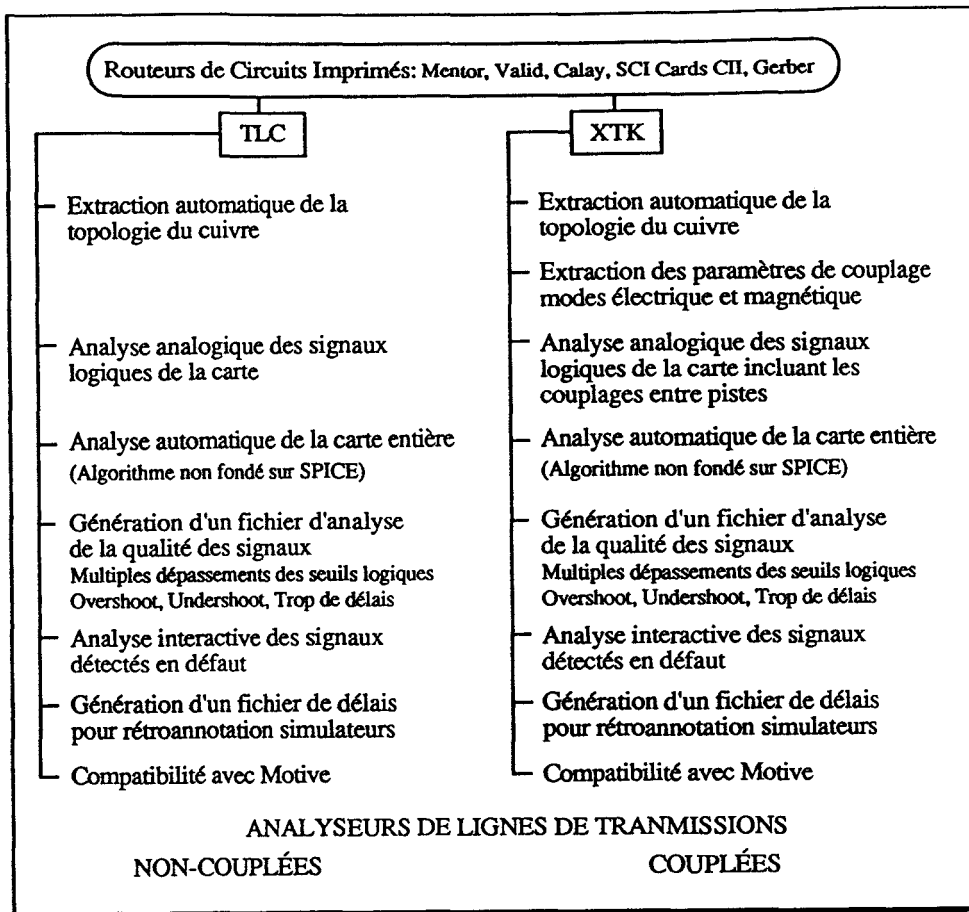 Routeurs de Circuits Imprimés: Mentor, Valid, Calay, SCI Cards CII, Gerber
TLC
Extraction automatique de la
topologie du cuivre
Analyse analogique des signaux
logiques de la carte
Analyse automatique de la carte entière
(Algorithme non fondé sur SPICE)
Génération d'un fichier d'analyse
de la qualité des signaux
Multiples dépassements des seuils logiques
Overshoot, Undershoot, Trop de délais
Analyse interactive des signaux
détectés en défaut
Génération d'un fichier de délais
pour rétroannotation simulateurs
Compatibilité avec Motive
XTK
Extraction automatique de la
topologie du cuivre
Extraction des paramètres de couplage
modes électrique et magnétique
Analyse analogique des signaux
logiques de la carte incluant les
couplages entre pistes
Analyse automatique de la carte entière
(Algorithme non fondé sur SPICE)
Génération d'un fichier d'analyse
de la qualité des signaux
Multiples dépassements des seuils logiques
Overshoot, Undershoot, Trop de délais
Analyse interactive des signaux
détectés en défaut
Génération d'un fichier de délais
pour rétroannotation simulateurs
Compatibilité avec Motive
ANALYSEURS DE LIGNES DE TRANMISSIONS
NON-COUPLÉES
COUPLÉES